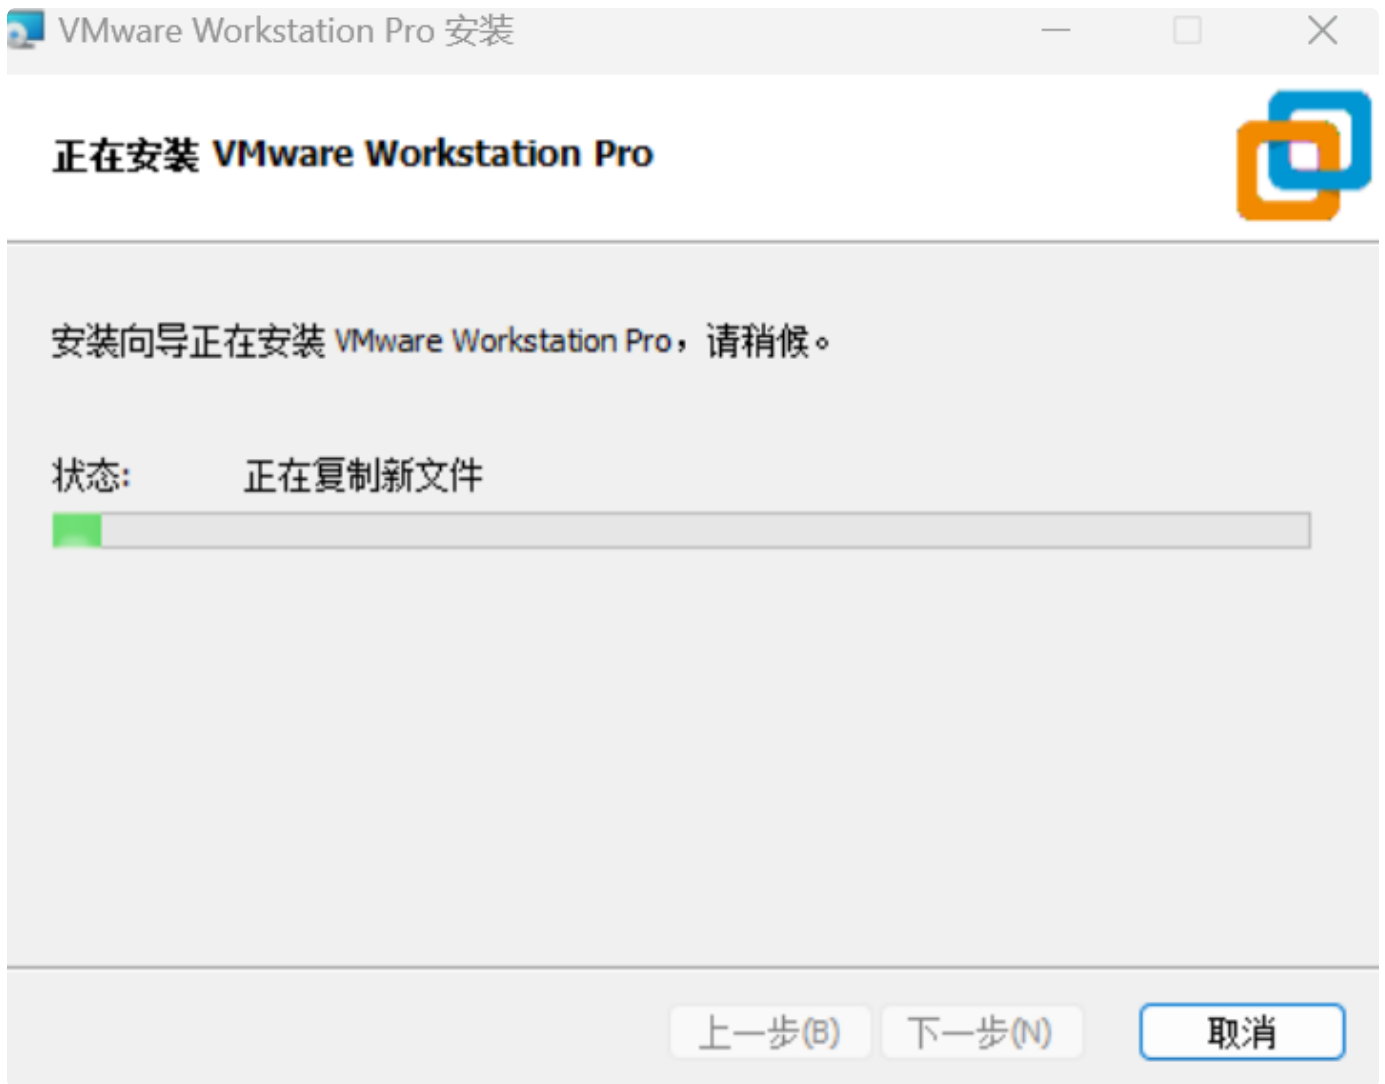 VMware Workstation Pro 安装
正在安装 VMware Workstation Pro
安装向导正在安装 VMware Workstation Pro，请稍候。
状态: 正在复制新文件
上一步(B) 下一步(N) 取消